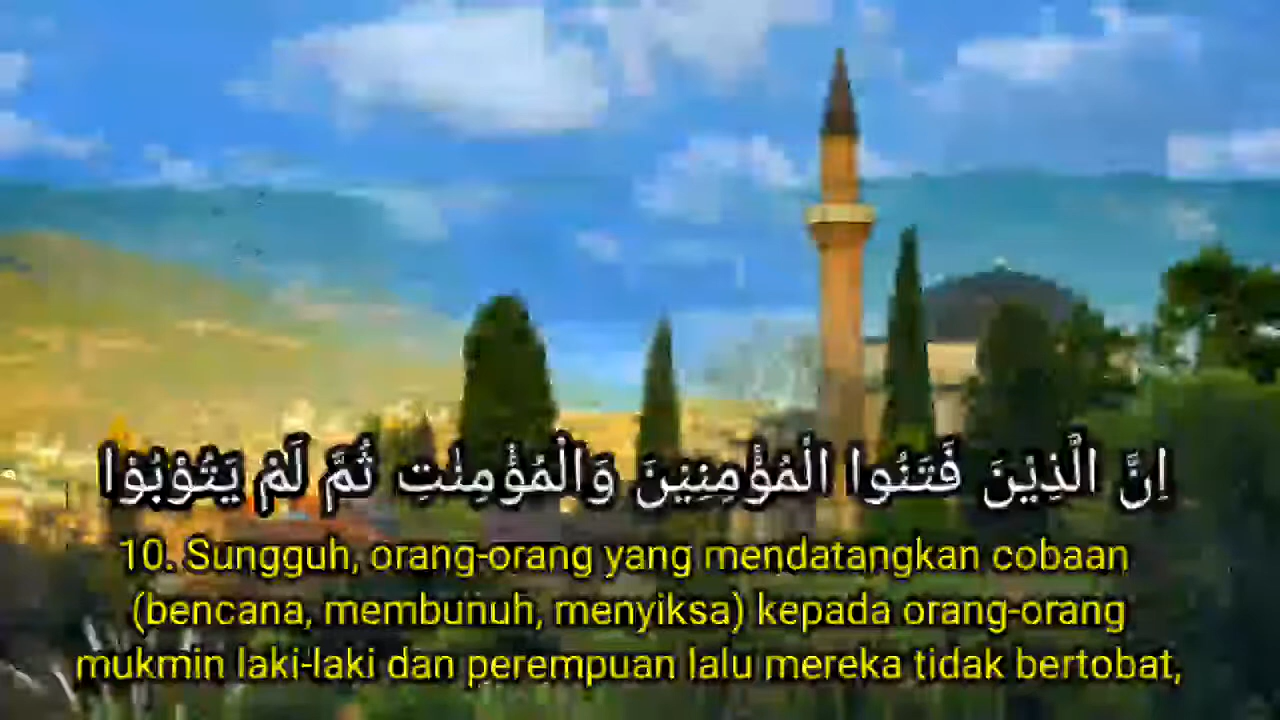 اِنَّ الَّذِيْنَ فَتَنُوا الْمُؤْمِنِيْنَ وَالْمُؤْمِنٰتِ ثُمَّ لَمْ يَتُوْبُوْا
10. Sungguh, orang-orang yang mendatangkan cobaan
(bencana, membunuh, menyiksa) kepada orang-orang
mukmin laki-laki dan perempuan lalu mereka tidak bertobat,